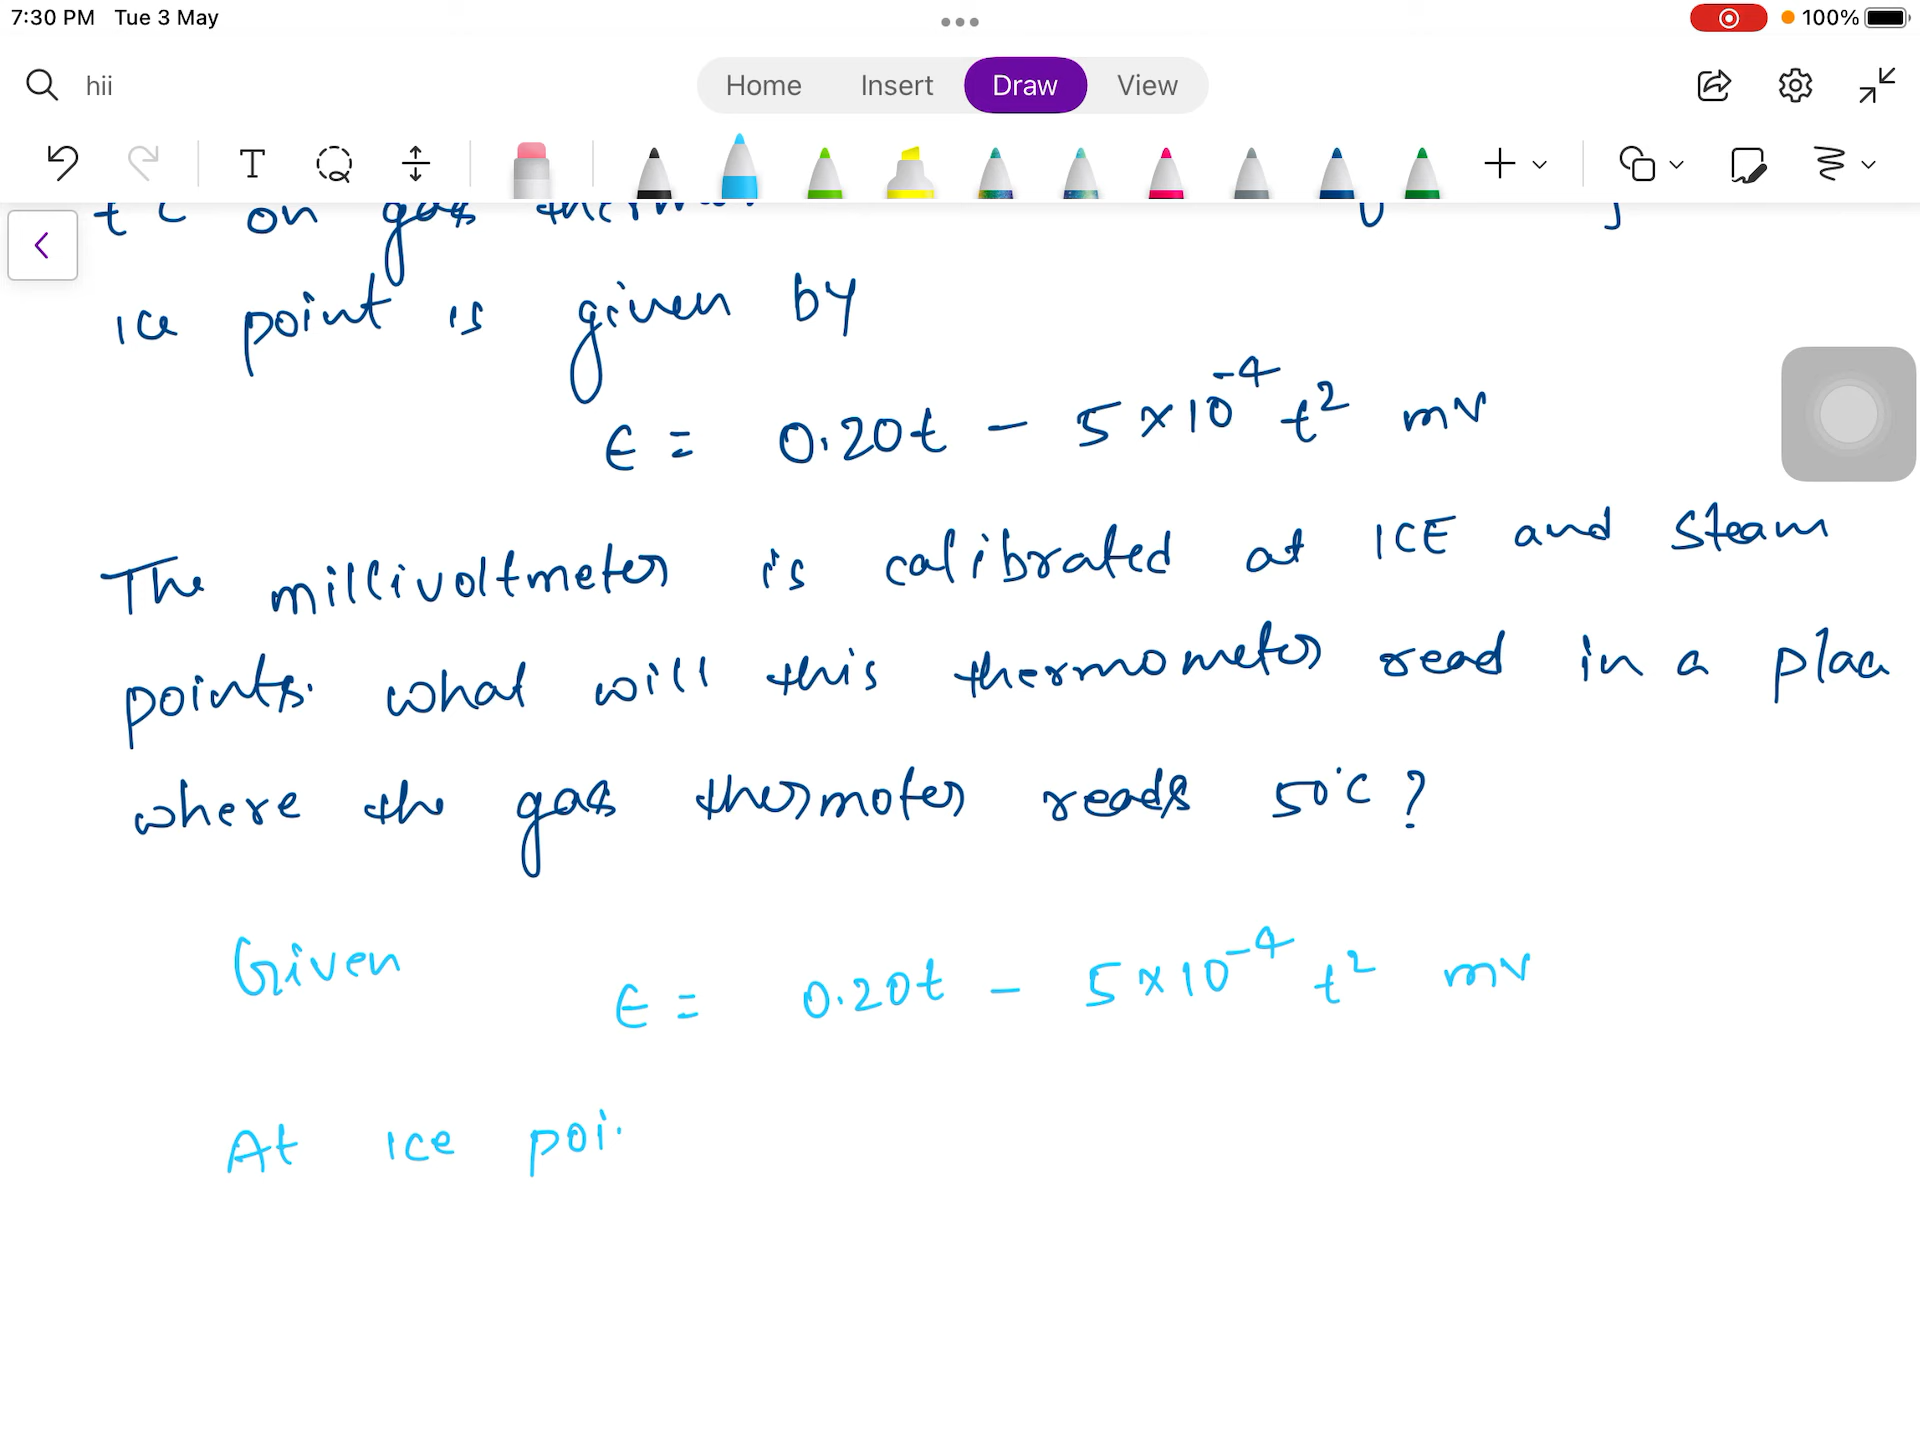 7:30 PM Tue 3 May 100%
hii Home Insert Draw View
T
t°C on gas
ice point is given by
ϵ = 0.20t - 5×10⁻⁴ t² mv
The millivoltmeter is calibrated at ICE and steam
points. what will this thermometer read in a place
where the gas thermoter reads 50°C?
Given ϵ = 0.20t - 5×10⁻⁴ t² mv
At ice poi.